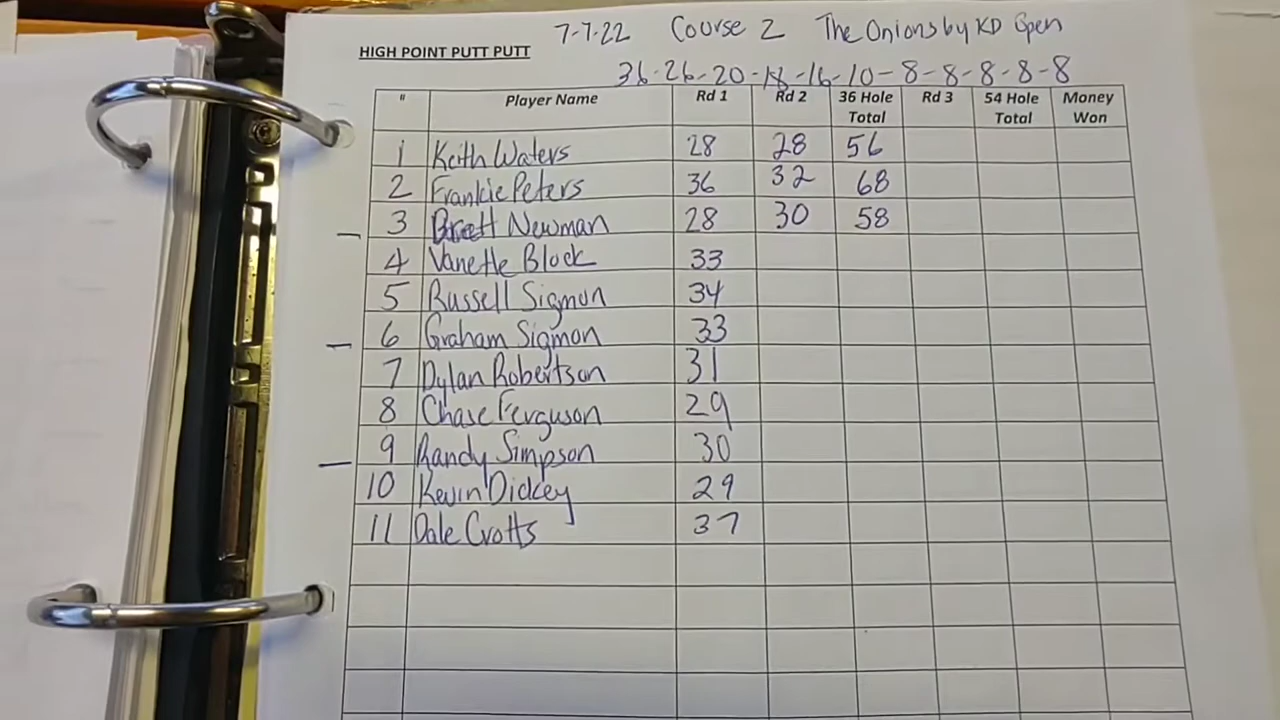 7-7-22 Course 2 The Onions by KD Open
HIGH POINT PUTT PUTT
36-26-20-18-16-10-8-8-8-8-8
# Player Name Rd 1 Rd 2 36 Hole Total Rd 3 54 Hole Total Money Won
1 Keith Waters 28 28 56
2 Frankie Peters 36 32 68
3 Brett Newman 28 30 58
4 Vanette Block 33
5 Russell Sigmon 34
6 Graham Sigmon 33
7 Dylan Robertson 31
8 Chase Ferguson 29
9 Randy Simpson 30
10 Kevin Dickey 29
11 Dale Crotts 37